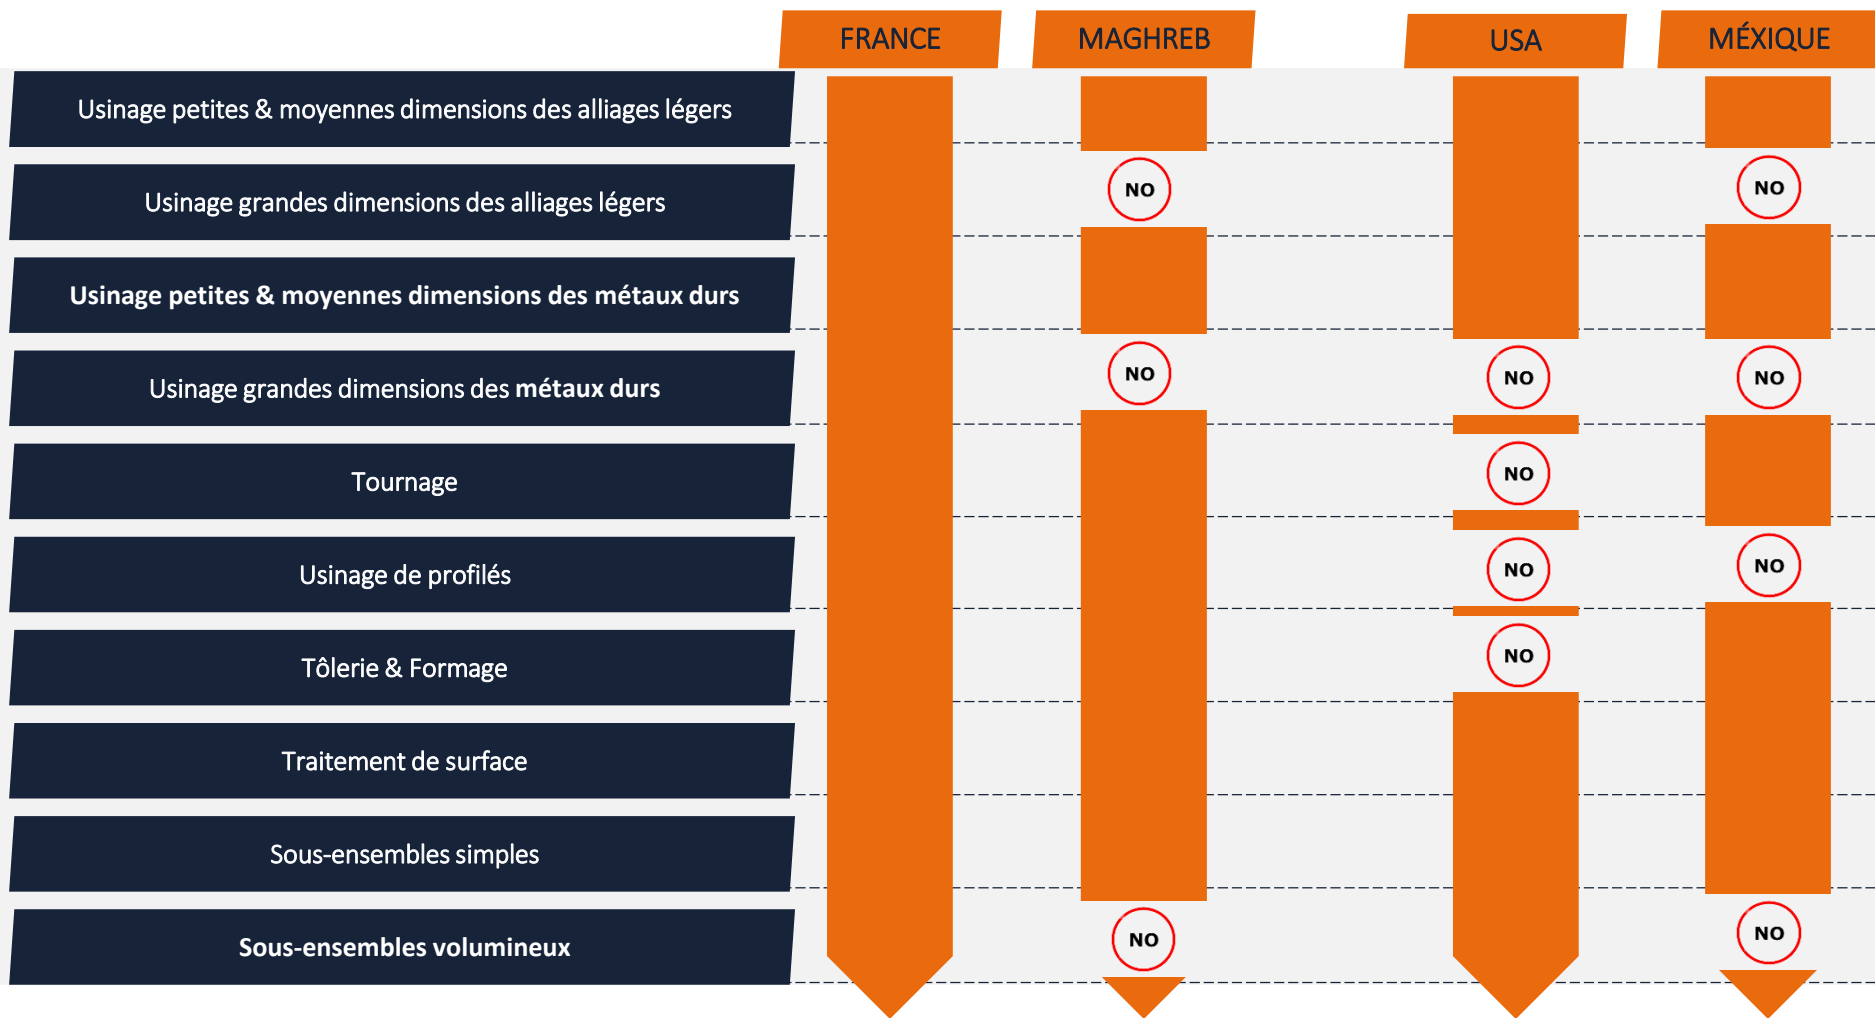 FRANCE MAGHREB USA MÉXIQUE
Usinage petites & moyennes dimensions des alliages légers
Usinage grandes dimensions des alliages légers
NO NO
Usinage petites & moyennes dimensions des métaux durs
Usinage grandes dimensions des métaux durs
NO NO NO
Tournage
NO
Usinage de profilés
NO NO
Tôlerie & Formage
NO
Traitement de surface
Sous-ensembles simples
Sous-ensembles volumineux
NO NO